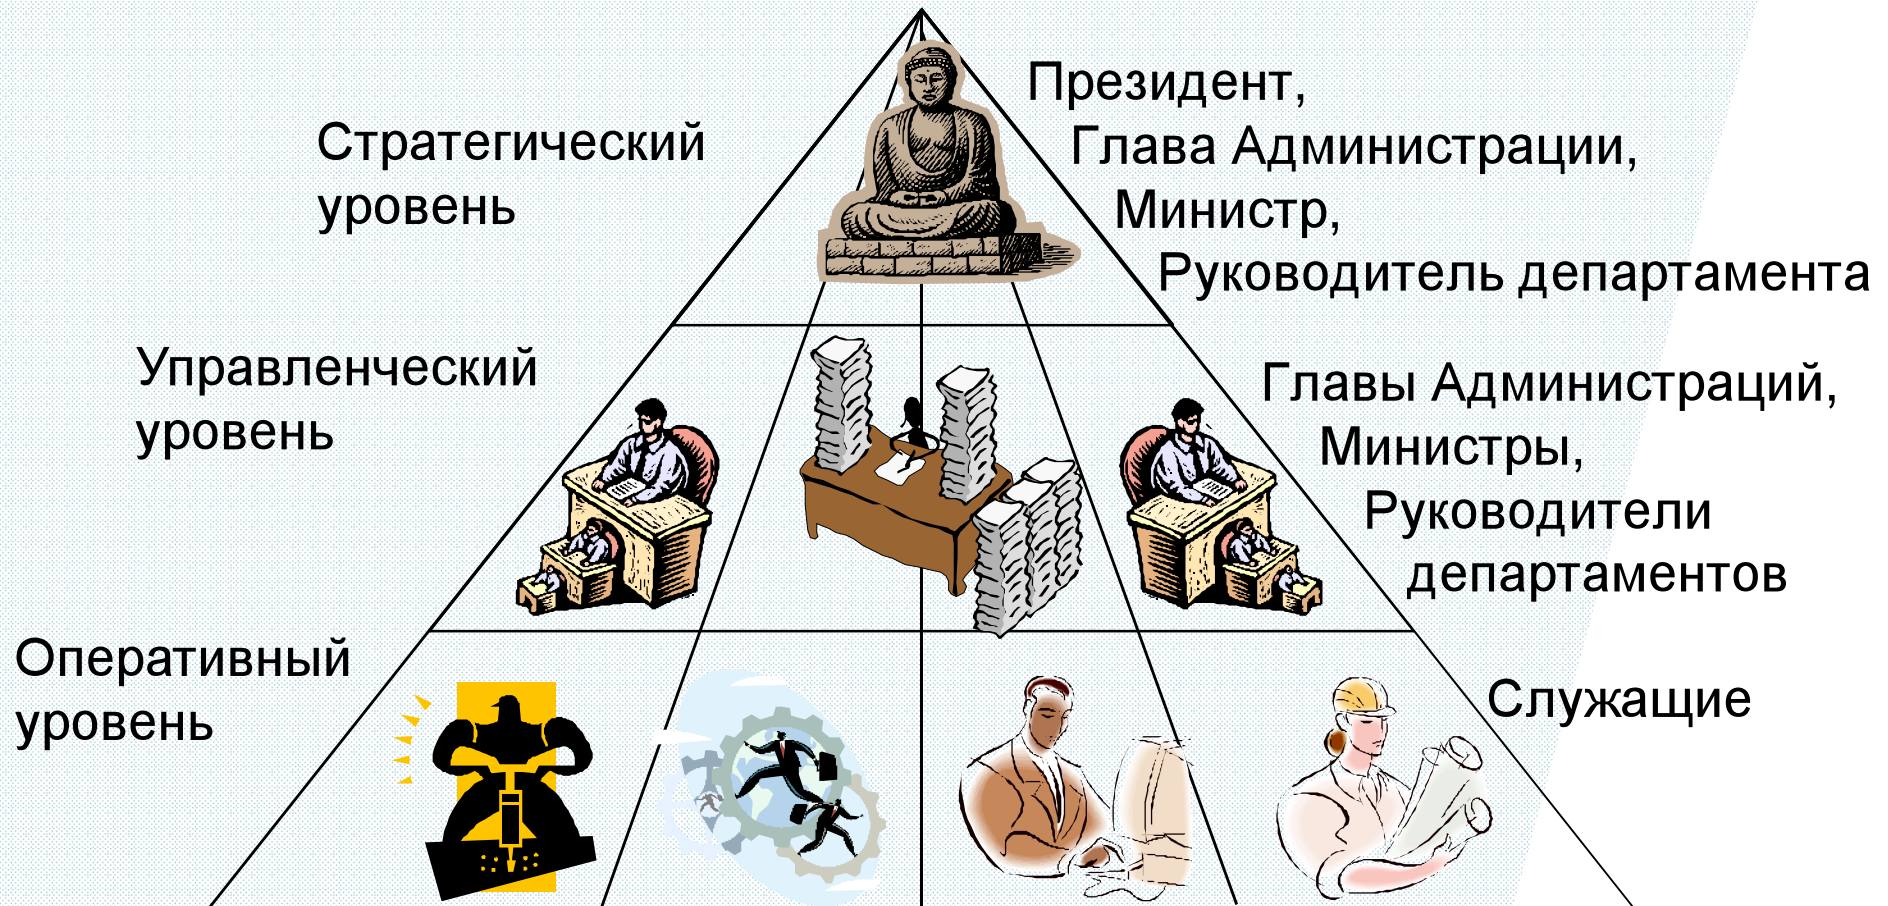 Стратегический
уровень
Президент,
Глава Администрации,
Министр,
Руководитель департамента
Управленческий
уровень
Главы Администраций,
Министры,
Руководители
департаментов
Оперативный
уровень
Служащие